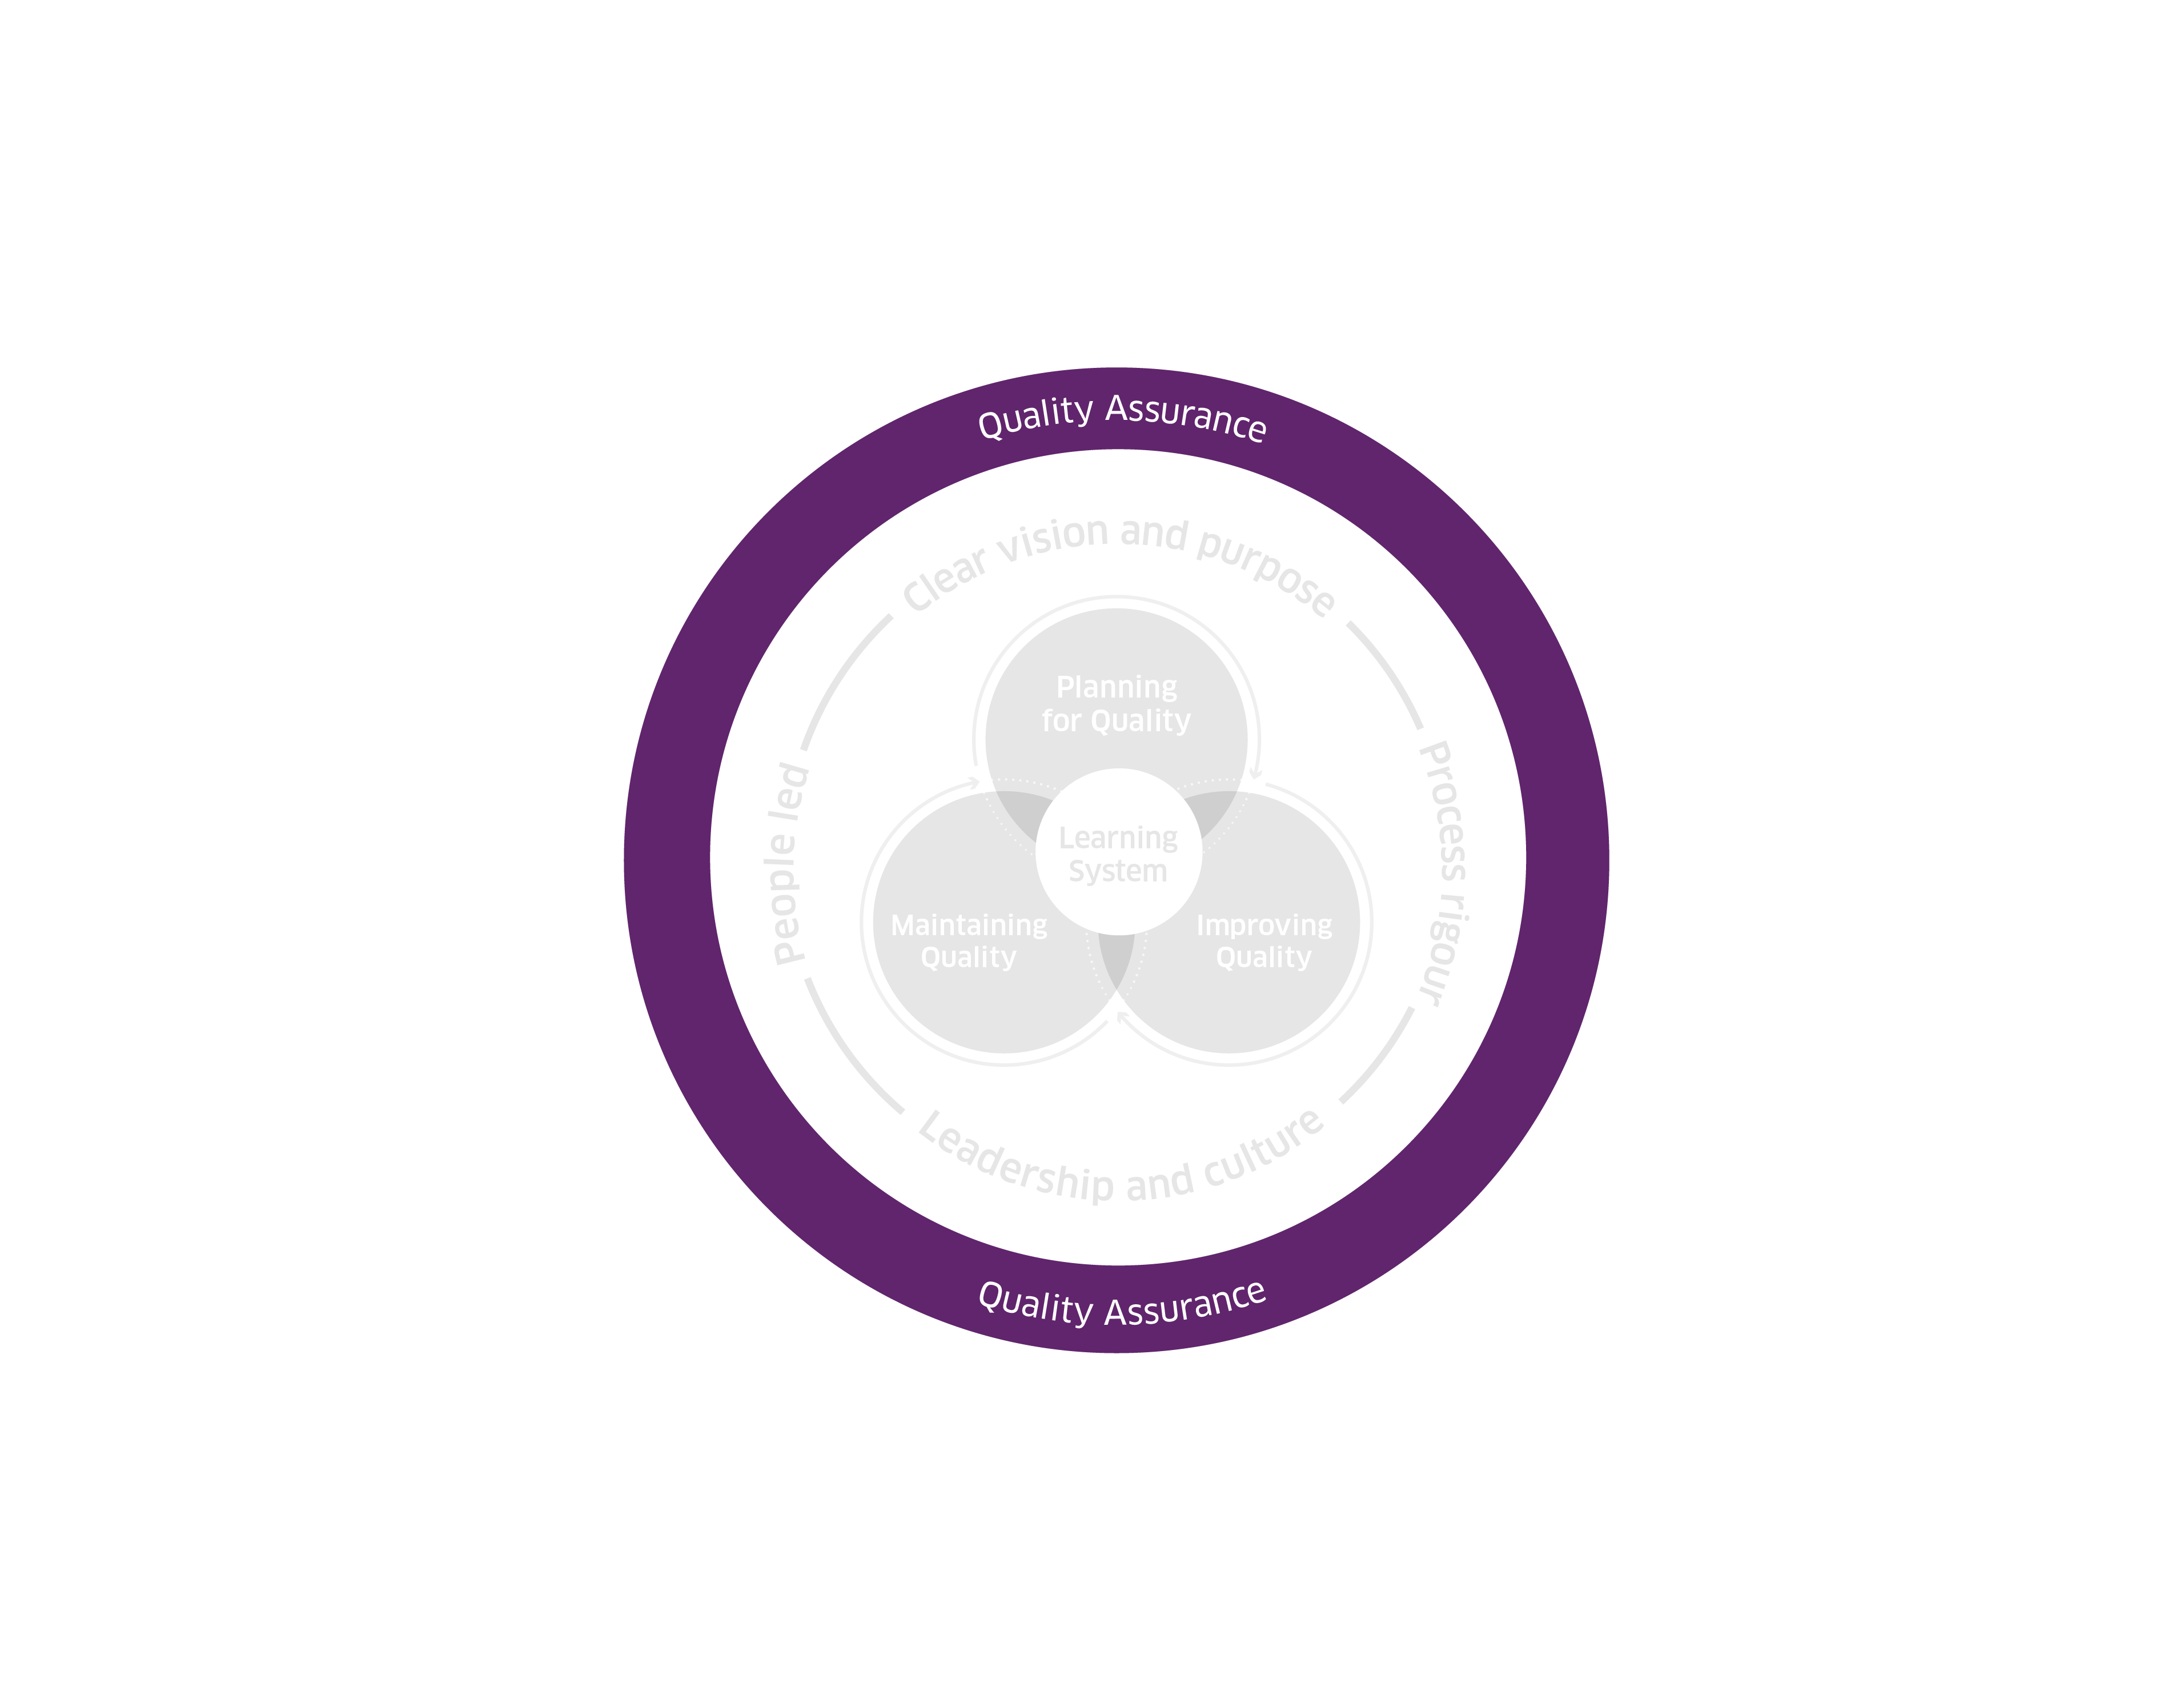 Quality Assurance
Clear vision and purpose
Planning
for Quality
People led
Process rigour
Learning
System
Maintaining
Quality
Improving
Quality
Leadership and culture
Quality Assurance